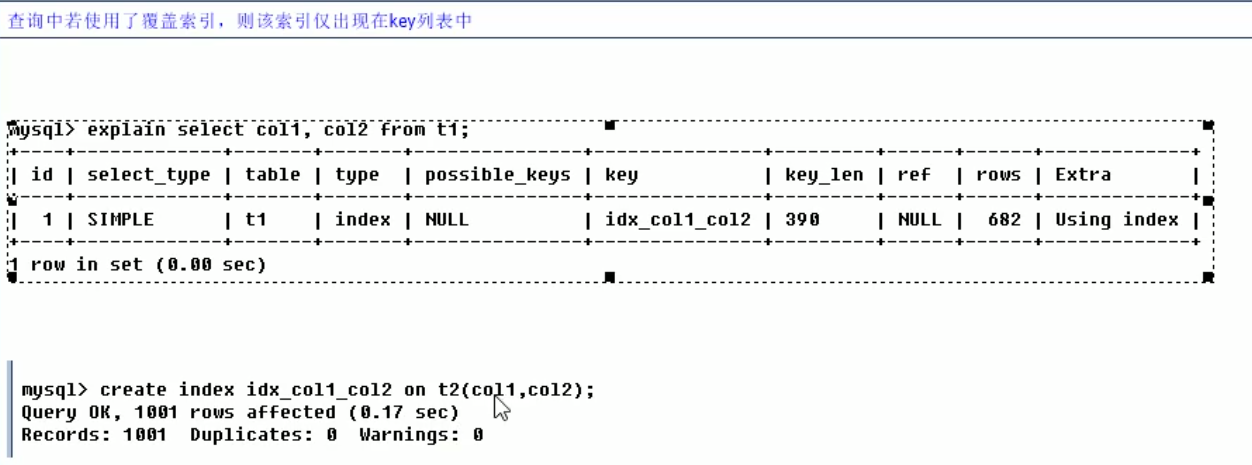 查询中若使用了覆盖索引，则该索引仅出现在key列表中
mysql> explain select col1, col2 from t1;
+----+-------------+-------+-------+---------------+---------------+---------+------+------+-------------+
| id | select_type | table | type | possible_keys | key | key_len | ref | rows | Extra |
+----+-------------+-------+-------+---------------+---------------+---------+------+------+-------------+
| 1 | SIMPLE | t1 | index | NULL | idx_col1_col2 | 390 | NULL | 682 | Using index |
+----+-------------+-------+-------+---------------+---------------+---------+------+------+-------------+
1 row in set (0.00 sec)
mysql> create index idx_col1_col2 on t2(col1,col2);
Query OK, 1001 rows affected (0.17 sec)
Records: 1001 Duplicates: 0 Warnings: 0